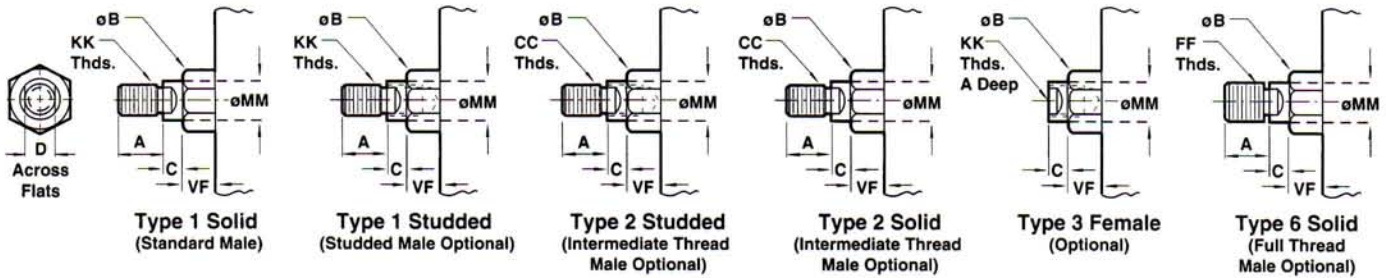 D
Across
Flats
øB
KK
Thds.
øMM
A
C
VF
Type 1 Solid
(Standard Male)
øB
KK
Thds.
øMM
A
C
VF
Type 1 Studded
(Studded Male Optional)
øB
CC
Thds.
øMM
A
C
VF
Type 2 Studded
(Intermediate Thread
Male Optional)
øB
CC
Thds.
øMM
A
C
VF
Type 2 Solid
(Intermediate Thread
Male Optional)
øB
KK
Thds.
A Deep
øMM
C
VF
Type 3 Female
(Optional)
øB
FF
Thds.
øMM
A
C
VF
Type 6 Solid
(Full Thread
Male Optional)